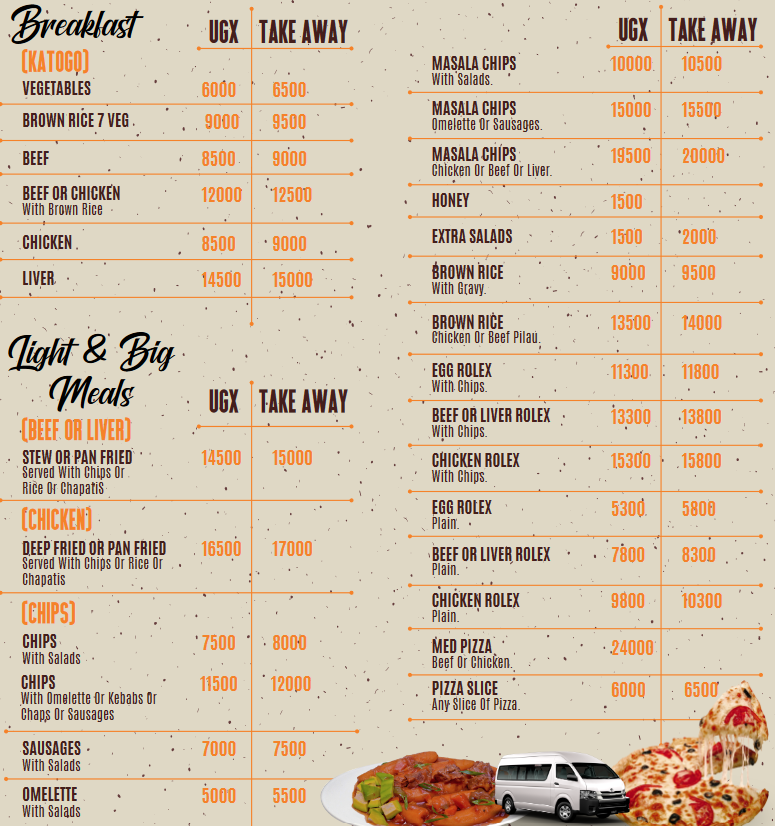 Breakfast
UGX TAKE AWAY
(KATOGO)
VEGETABLES 6000 6500
BROWN RICE 7 VEG 9000 9500
BEEF 8500 9000
BEEF OR CHICKEN 12000 12500
With Brown Rice
CHICKEN 8500 9000
LIVER 14500 15000
Light & Big
Meals
UGX TAKE AWAY
(BEEF OR LIVER)
STEW OR PAN FRIED 14500 15000
Served With Chips Or
Rice Or ChapatiS
(CHICKEN)
DEEP FRIED OR PAN FRIED 16500 17000
Served With Chips Or Rice Or
Chapatis
(CHIPS)
CHIPS 7500 8000
With Salads
CHIPS 11500 12000
With Omelette Or Kebabs Or
Chaps Or Sausages
SAUSAGES 7000 7500
With Salads
OMELETTE 5000 5500
With Salads
UGX TAKE AWAY
MASALA CHIPS 10000 10500
With Salads.
MASALA CHIPS 15000 15500
Omelette Or Sausages.
MASALA CHIPS 19500 20000
Chicken Or Beef Or Liver.
HONEY 1500
EXTRA SALADS 1500 2000
BROWN RICE 9000 9500
With Gravy.
BROWN RICE 13500 14000
Chicken Or Beef Pilau.
EGG ROLEX 11300 11800
With Chips.
BEEF OR LIVER ROLEX 13300 13800
With Chips.
CHICKEN ROLEX 15300 15800
With Chips.
EGG ROLEX 5300 5800
Plain.
BEEF OR LIVER ROLEX 7800 8300
Plain.
CHICKEN ROLEX 9800 10300
Plain.
MED PIZZA 24000
Beef Or Chicken.
PIZZA SLICE 6000 6500
Any Slice Of Pizza.